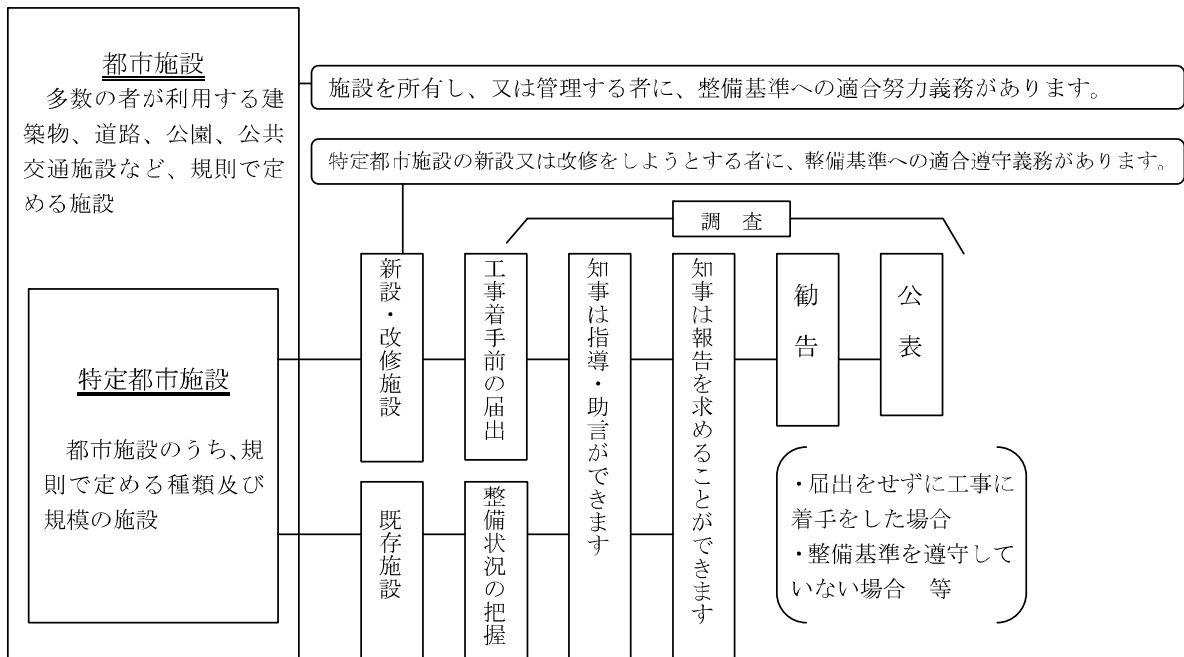 都市施設
多数の者が利用する建
築物、道路、公園、公共
交通施設など、規則で定
める施設
施設を所有し、又は管理する者に、整備基準への適合努力義務があります。
特定都市施設の新設又は改修をしようとする者に、整備基準への適合遵守義務があります。
調　査
特定都市施設
都市施設のうち、規
則で定める種類及び
規模の施設
新設・改修施設
工事着手前の届出
知事は指導・助言ができます
知事は報告を求めることができます
勧告
公表
既存施設
整備状況の把握
・届出をせずに工事に
着手をした場合
・整備基準を遵守して
いない場合　等